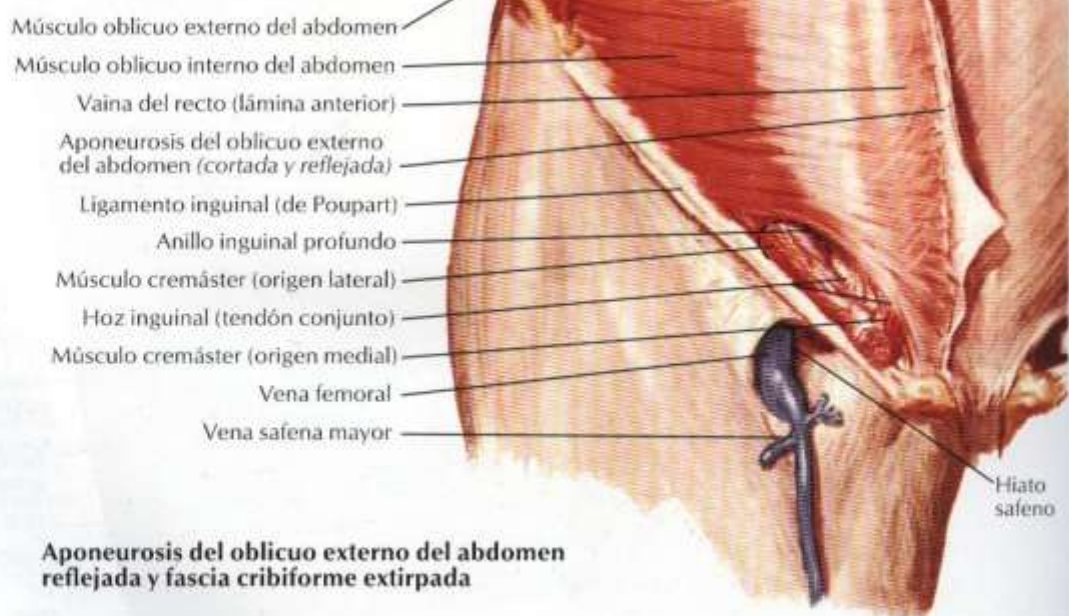 Músculo oblicuo externo del abdomen
Músculo oblicuo interno del abdomen
Vaina del recto (lámina anterior)
Aponeurosis del oblicuo externo
del abdomen (cortada y reflejada)
Ligamento inguinal (de Poupart)
Anillo inguinal profundo
Músculo cremáster (origen lateral)
Hoz inguinal (tendón conjunto)
Músculo cremáster (origen medial)
Vena femoral
Vena safena mayor
Hiato
safeno
Aponeurosis del oblicuo externo del abdomen
reflejada y fascia cribiforme extirpada